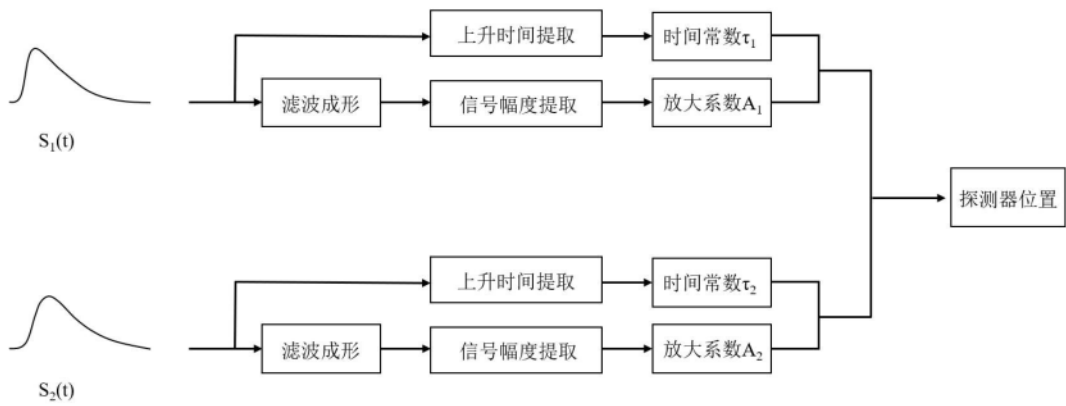 上升时间提取
时间常数τ₁
滤波成形
信号幅度提取
放大系数A₁
S₁(t)
探测器位置
上升时间提取
时间常数τ₂
滤波成形
信号幅度提取
放大系数A₂
S₂(t)